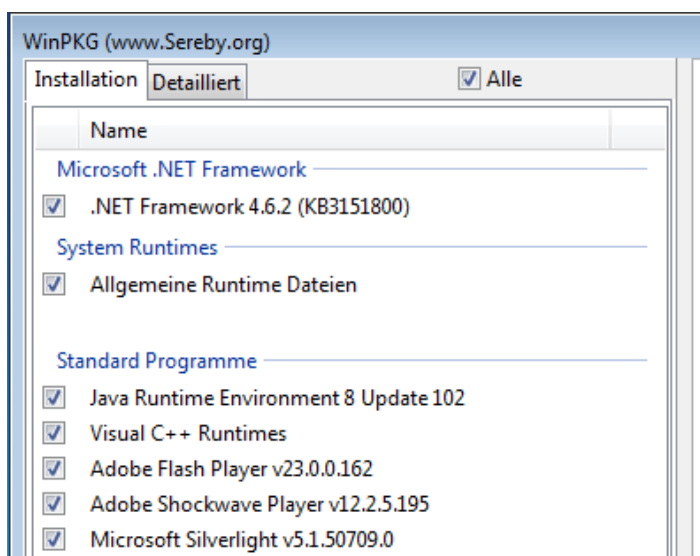 WinPKG (www.Sereby.org)
Installation Detailliert Alle
Name
Microsoft .NET Framework
.NET Framework 4.6.2 (KB3151800)
System Runtimes
Allgemeine Runtime Dateien
Standard Programme
Java Runtime Environment 8 Update 102
Visual C++ Runtimes
Adobe Flash Player v23.0.0.162
Adobe Shockwave Player v12.2.5.195
Microsoft Silverlight v5.1.50709.0